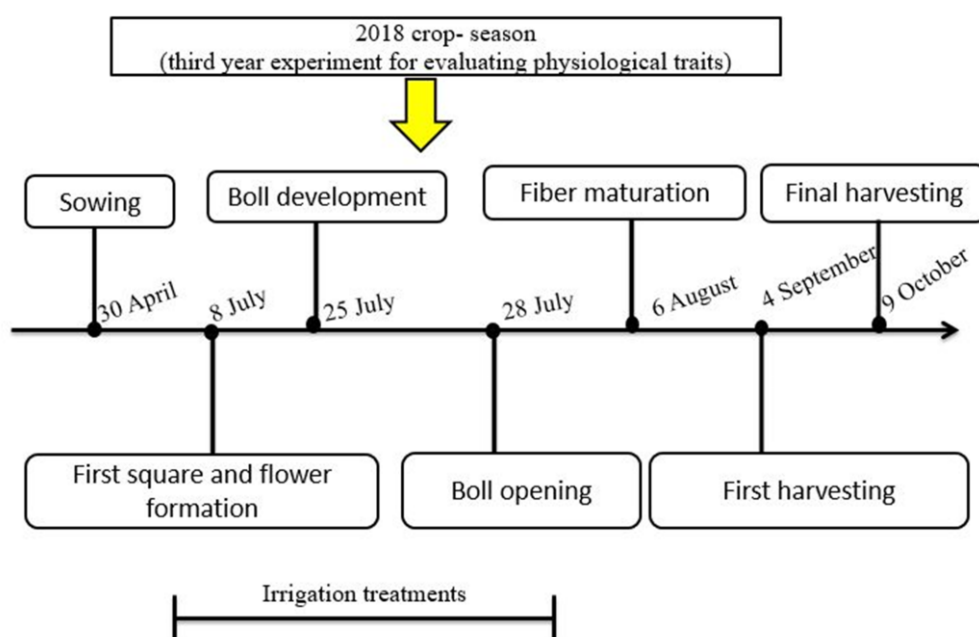 2018 crop- season
(third year experiment for evaluating physiological traits)
Sowing
Boll development
Fiber maturation
Final harvesting
30 April
8 July
25 July
28 July
6 August
4 September
9 October
First square and flower
formation
Boll opening
First harvesting
Irrigation treatments